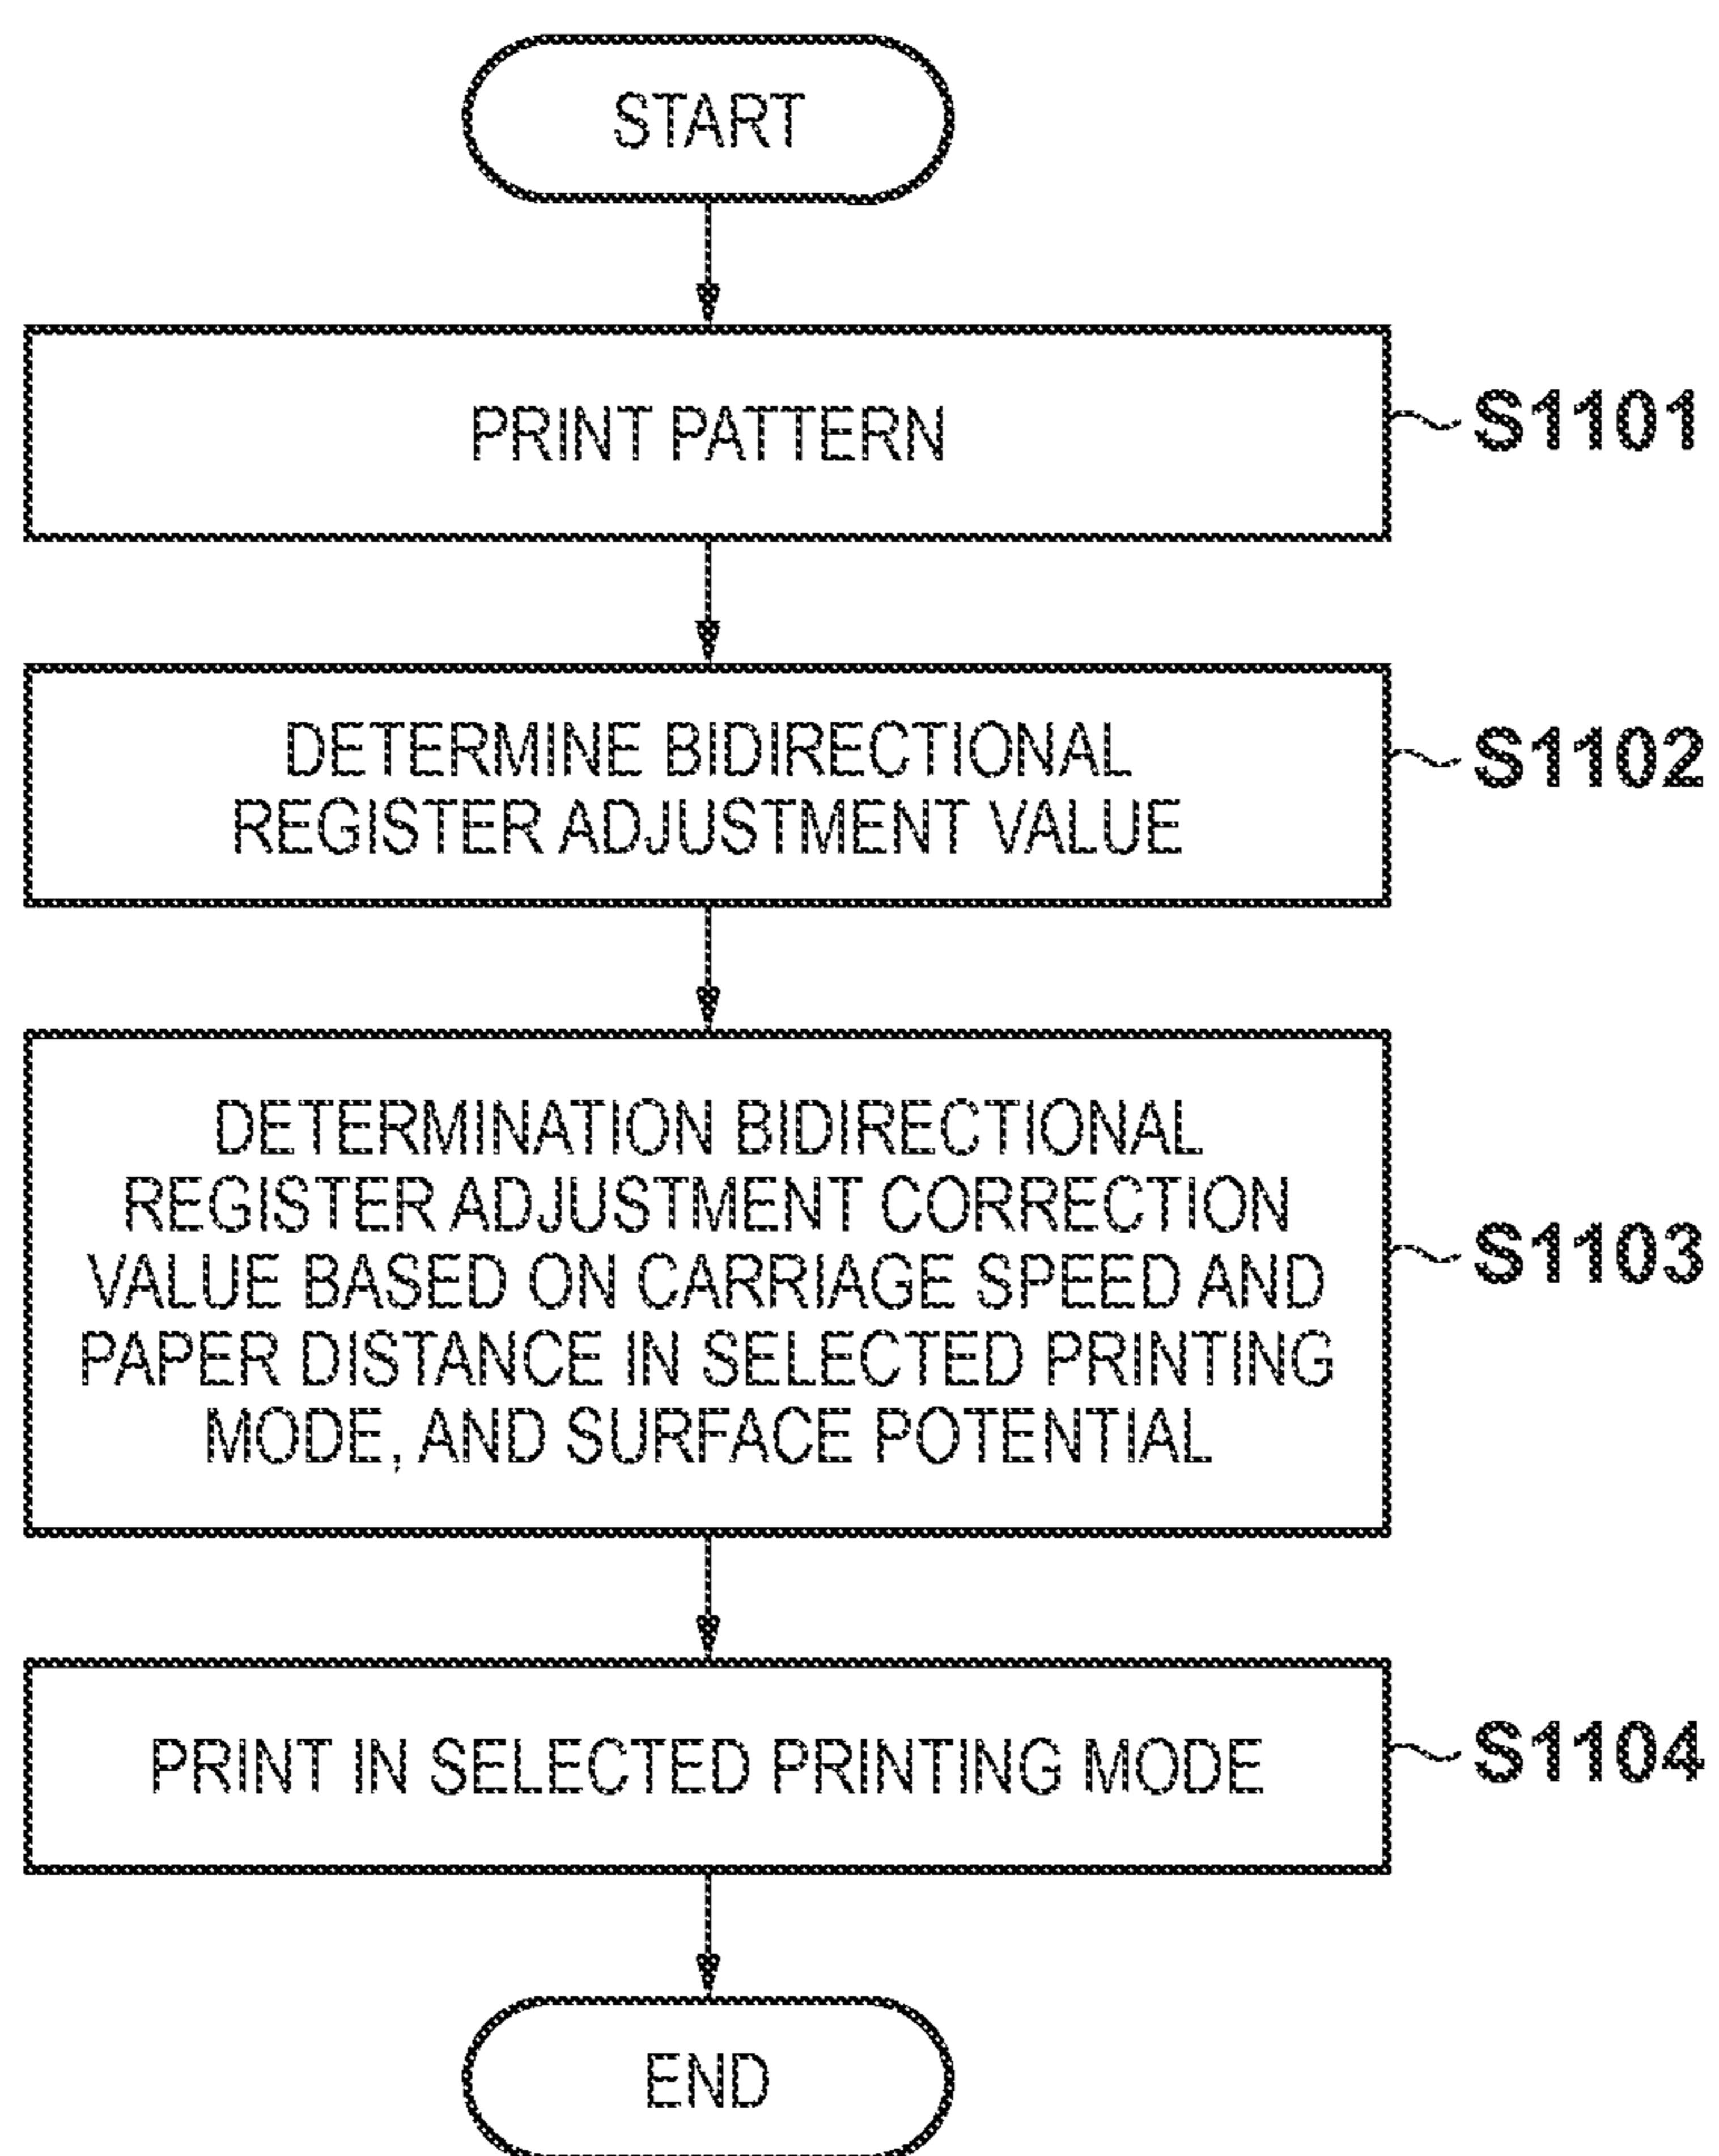 START
PRINT PATTERN
S1101
DETERMINE BIDIRECTIONAL
REGISTER ADJUSTMENT VALUE
S1102
DETERMINATION BIDIRECTIONAL
REGISTER ADJUSTMENT CORRECTION
VALUE BASED ON CARRIAGE SPEED AND
PAPER DISTANCE IN SELECTED PRINTING
MODE, AND SURFACE POTENTIAL
S1103
PRINT IN SELECTED PRINTING MODE
S1104
END